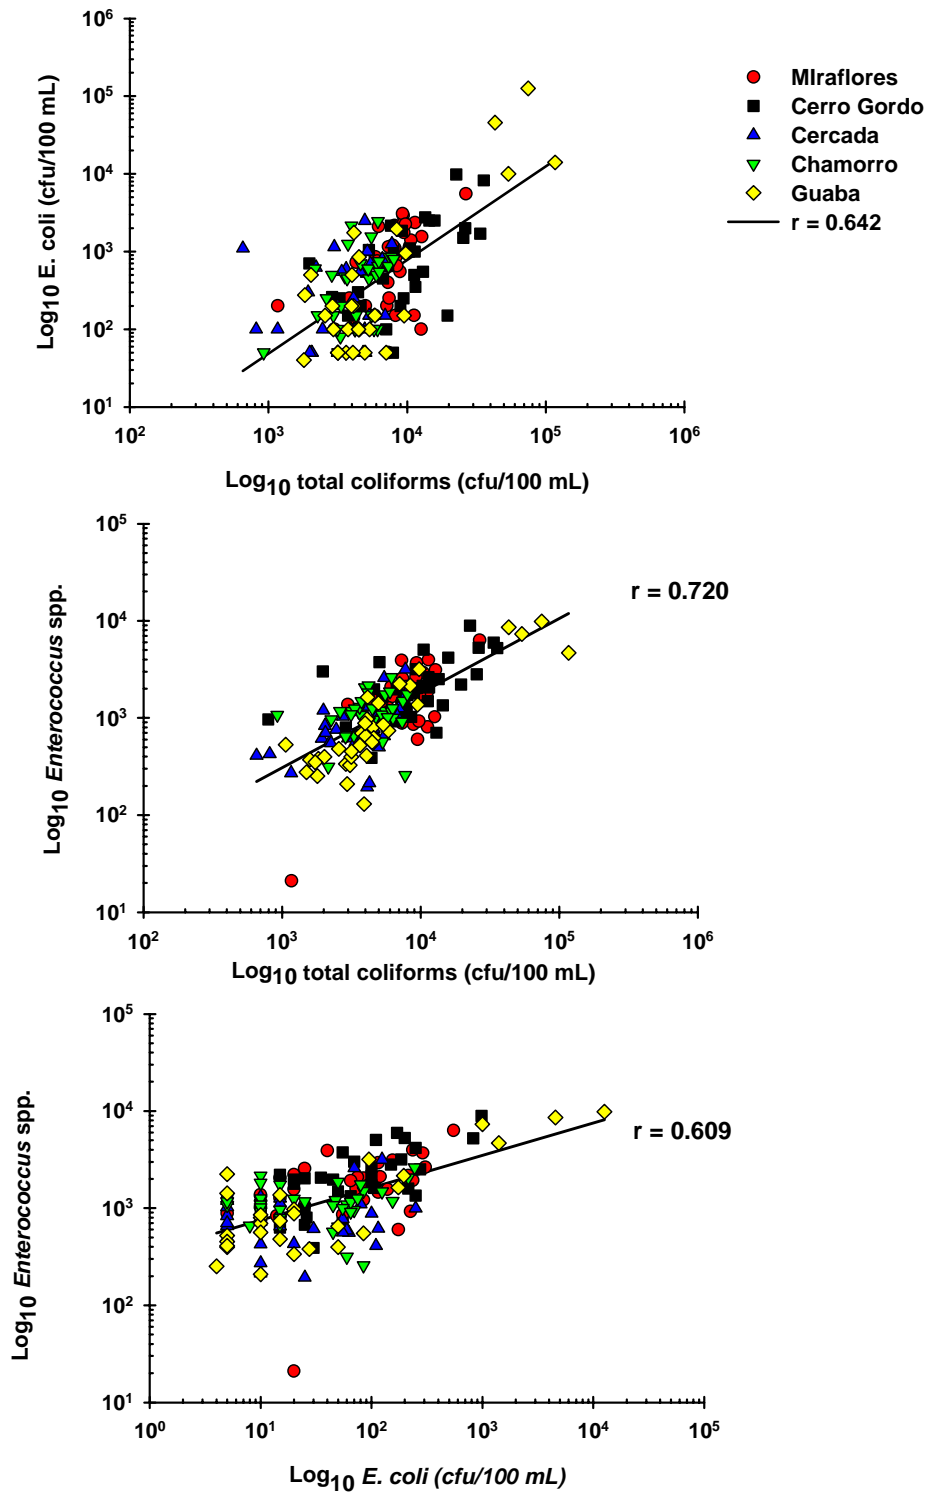 10⁶
10⁵
10⁴
10³
10²
10¹
Log₁₀ E. coli (cfu/100 mL)
10² 10³ 10⁴ 10⁵ 10⁶
Log₁₀ total coliforms (cfu/100 mL)
MIraflores
Cerro Gordo
Cercada
Chamorro
Guaba
r = 0.642
10⁵
10⁴
10³
10²
10¹
Log₁₀ Enterococcus spp.
r = 0.720
10² 10³ 10⁴ 10⁵ 10⁶
Log₁₀ total coliforms (cfu/100 mL)
10⁵
10⁴
10³
10²
10¹
Log₁₀ Enterococcus spp.
r = 0.609
10⁰ 10¹ 10² 10³ 10⁴ 10⁵
Log₁₀ E. coli (cfu/100 mL)